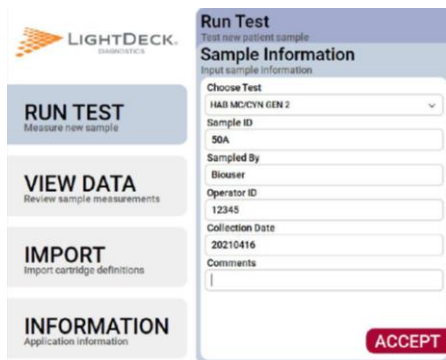 LIGHTDECK.
DIAGNOSTICS
RUN TEST
Measure new sample
VIEW DATA
Review sample measurements
IMPORT
Import cartridge definitions
INFORMATION
Application information
Run Test
Test new patient sample
Sample Information
Input sample information
Choose Test
HAB MC/CYN GEN 2
Sample ID
50A
Sampled By
Biouser
Operator ID
12345
Collection Date
20210416
Comments
ACCEPT